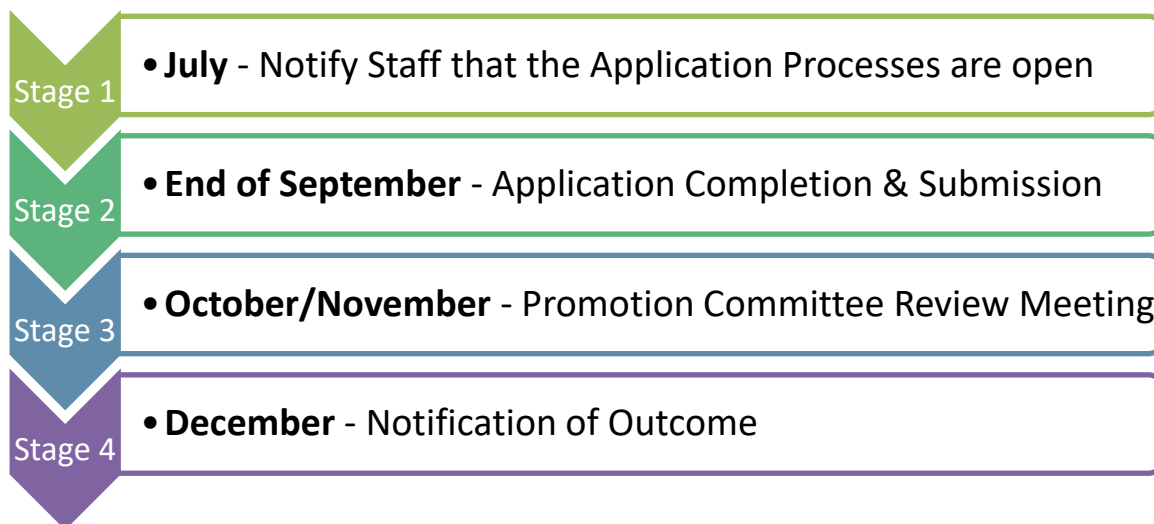 Stage 1
• July - Notify Staff that the Application Processes are open
Stage 2
• End of September - Application Completion & Submission
Stage 3
• October/November - Promotion Committee Review Meeting
Stage 4
• December - Notification of Outcome